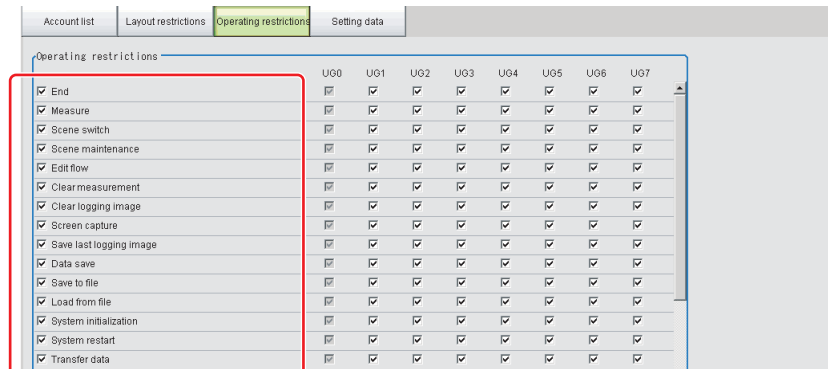 Account list Layout restrictions Operating restrictions Setting data
Operating restrictions
UG0 UG1 UG2 UG3 UG4 UG5 UG6 UG7
End
Measure
Scene switch
Scene maintenance
Edit flow
Clear measurement
Clear logging image
Screen capture
Save last logging image
Data save
Save to file
Load from file
System initialization
System restart
Transfer data